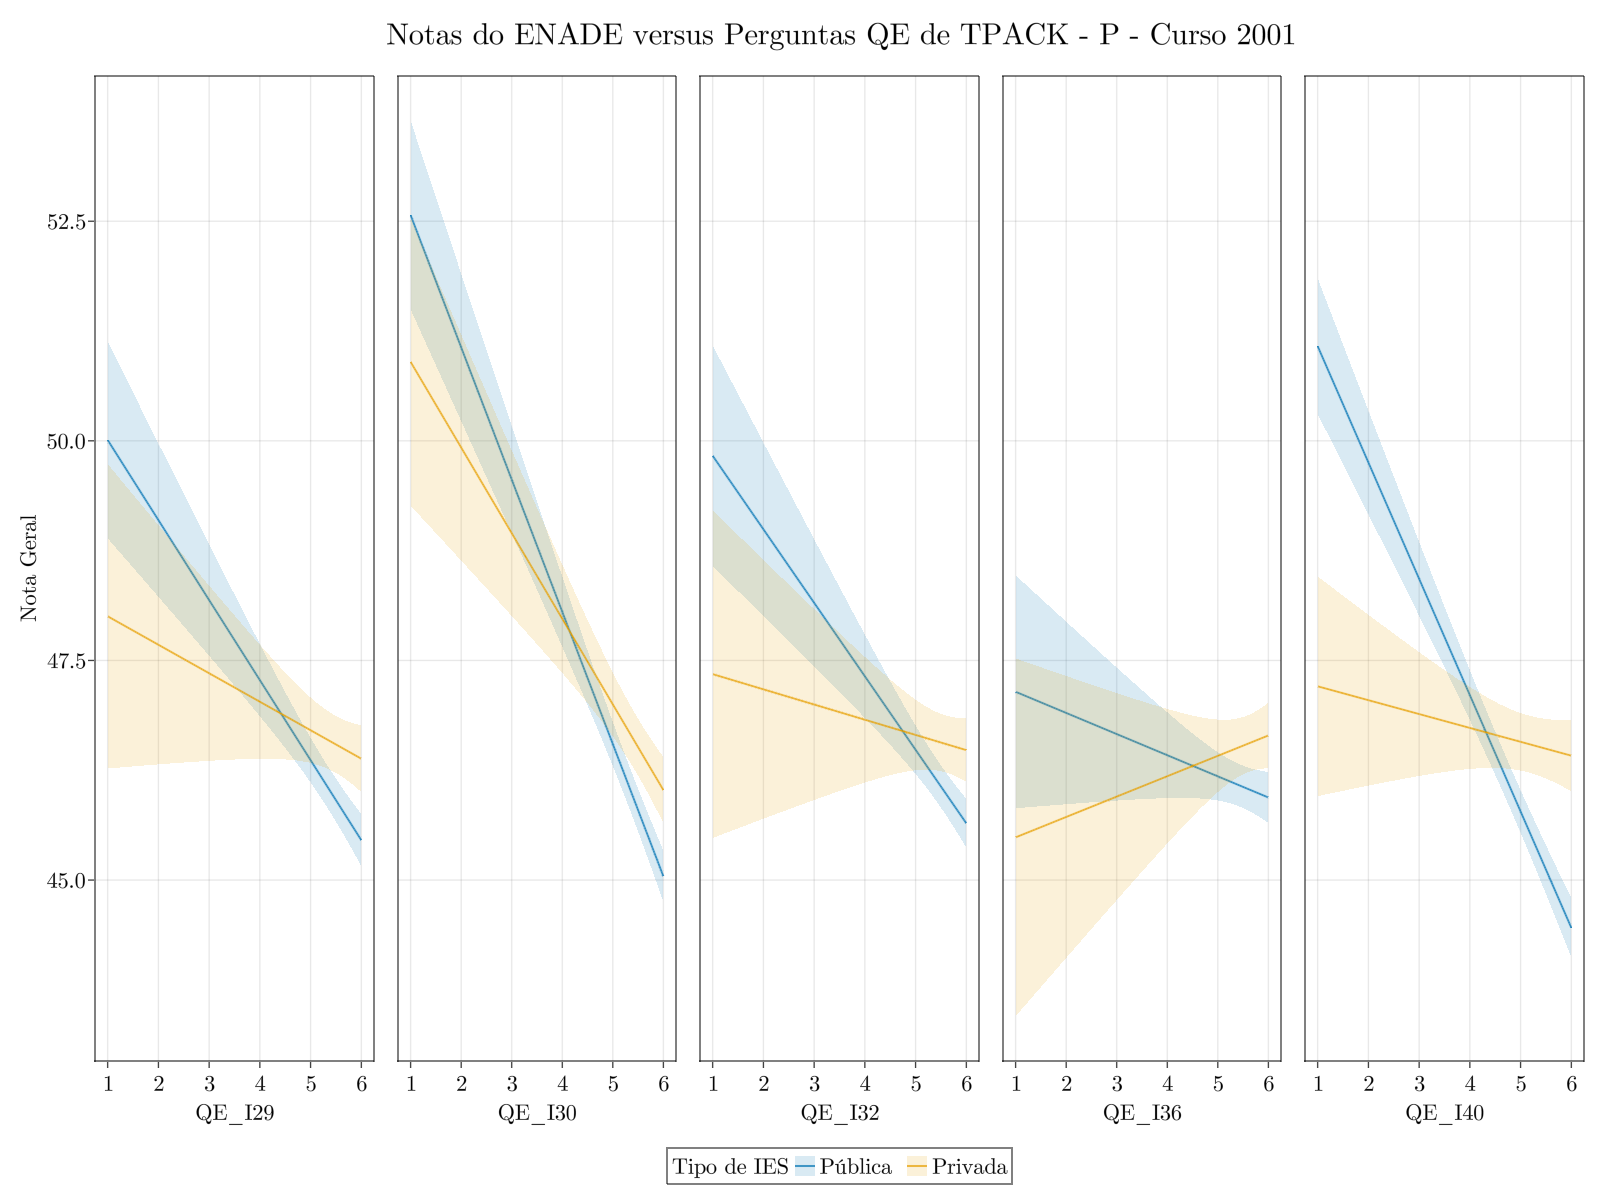 Notas do ENADE versus Perguntas QE de TPACK - P - Curso 2001
Nota Geral
52.5
50.0
47.5
45.0
1 2 3 4 5 6
QE_I29
1 2 3 4 5 6
QE_I30
1 2 3 4 5 6
QE_I32
1 2 3 4 5 6
QE_I36
1 2 3 4 5 6
QE_I40
Tipo de IES Pública Privada